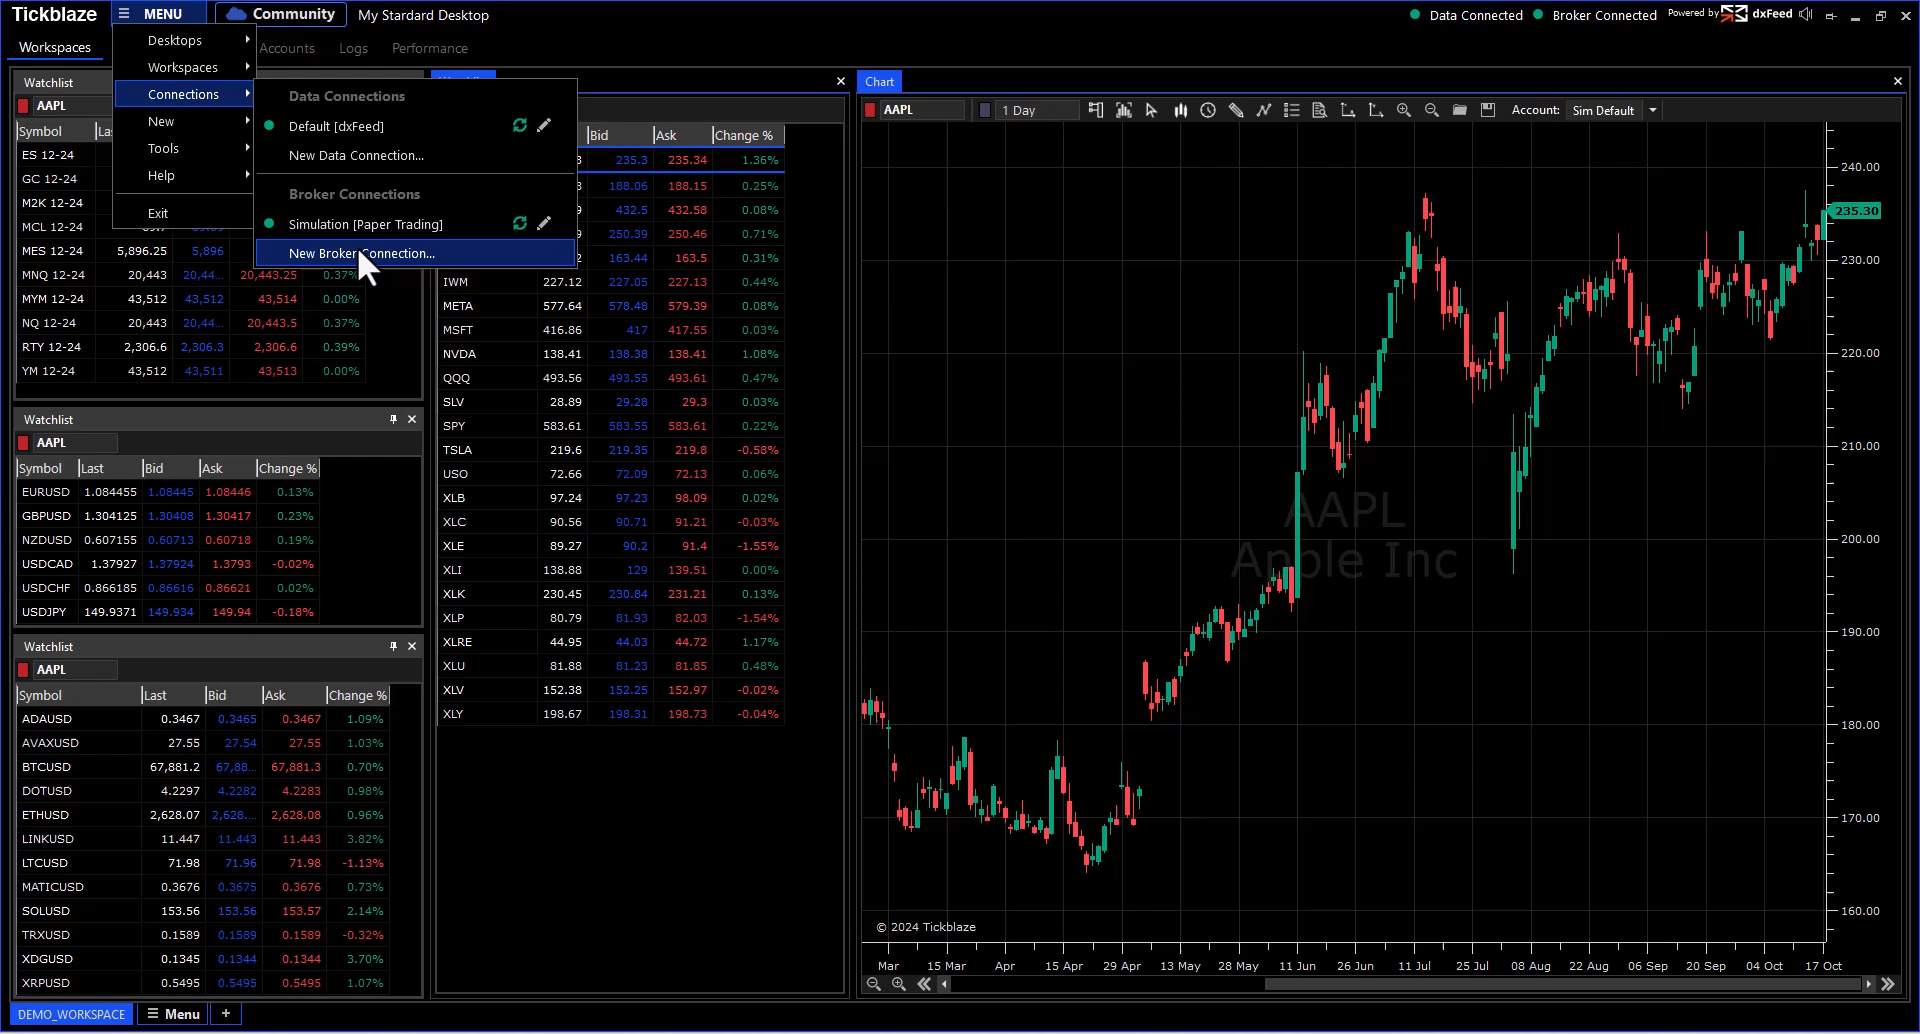 Tickblaze
MENU
Community
My Stardard Desktop
Data Connected
Broker Connected
Powered by dxFeed
Workspaces
Accounts
Logs
Performance
Desktops
Workspaces
Connections
New
Tools
Help
Exit
Data Connections
Default [dxFeed]
New Data Connection...
Broker Connections
Simulation [Paper Trading]
New Broker Connection...
Watchlist
AAPL
Symbol
ES 12-24
GC 12-24
M2K 12-24
MCL 12-24
MES 12-24 5,896.25 5,896
MNQ 12-24 20,443 20,44... 20,443.25 0.37%
MYM 12-24 43,512 43,512 43,514 0.00%
NQ 12-24 20,443 20,44... 20,443.5 0.37%
RTY 12-24 2,306.6 2,306.3 2,306.6 0.39%
YM 12-24 43,512 43,511 43,513 0.00%
Watchlist
AAPL
Symbol Last Bid Ask Change %
EURUSD 1.084455 1.08445 1.08446 0.13%
GBPUSD 1.304125 1.30408 1.30417 0.23%
NZDUSD 0.607155 0.60713 0.60718 0.19%
USDCAD 1.37927 1.37924 1.3793 -0.02%
USDCHF 0.866185 0.86616 0.86621 0.02%
USDJPY 149.9371 149.934 149.94 -0.18%
Watchlist
AAPL
Symbol Last Bid Ask Change %
ADAUSD 0.3467 0.3465 0.3467 1.09%
AVAXUSD 27.55 27.54 27.55 1.03%
BTCUSD 67,881.2 67,88... 67,881.3 0.70%
DOTUSD 4.2297 4.2282 4.2283 0.98%
ETHUSD 2,628.07 2,628.... 2,628.08 0.96%
LINKUSD 11.447 11.443 11.443 3.82%
LTCUSD 71.98 71.96 71.98 -1.13%
MATICUSD 0.3676 0.3675 0.3676 0.73%
SOLUSD 153.56 153.56 153.57 2.14%
TRXUSD 0.1589 0.1589 0.1589 -0.32%
XDGUSD 0.1345 0.1344 0.1344 3.70%
XRPUSD 0.5495 0.5495 0.5495 1.07%
Bid Ask Change %
235.3 235.34 1.36%
188.06 188.15 0.25%
432.5 432.58 0.08%
250.39 250.46 0.71%
163.44 163.5 0.31%
IWM 227.12 227.05 227.13 0.44%
META 577.64 578.48 579.39 0.08%
MSFT 416.86 417 417.55 0.03%
NVDA 138.41 138.38 138.41 1.08%
QQQ 493.56 493.55 493.61 0.47%
SLV 28.89 29.28 29.3 0.03%
SPY 583.61 583.55 583.61 0.22%
TSLA 219.6 219.35 219.8 -0.58%
USO 72.66 72.09 72.13 0.06%
XLB 97.24 97.23 98.09 0.02%
XLC 90.56 90.71 91.21 -0.03%
XLE 89.27 90.2 91.4 -1.55%
XLI 138.88 129 139.51 0.00%
XLK 230.45 230.84 231.21 0.13%
XLP 80.79 81.93 82.03 -1.54%
XLRE 44.95 44.03 44.72 1.17%
XLU 81.88 81.23 81.85 0.48%
XLV 152.38 152.25 152.97 -0.02%
XLY 198.67 198.31 198.73 -0.04%
Chart
AAPL
1 Day
Account: Sim Default
240.00
235.30
230.00
220.00
210.00
200.00
190.00
180.00
170.00
160.00
AAPL
Apple Inc
© 2024 Tickblaze
Mar 15 Mar Apr 15 Apr 29 Apr 13 May 28 May 11 Jun 26 Jun 11 Jul 25 Jul 08 Aug 22 Aug 06 Sep 20 Sep 04 Oct 17 Oct
DEMO_WORKSPACE
Menu
+